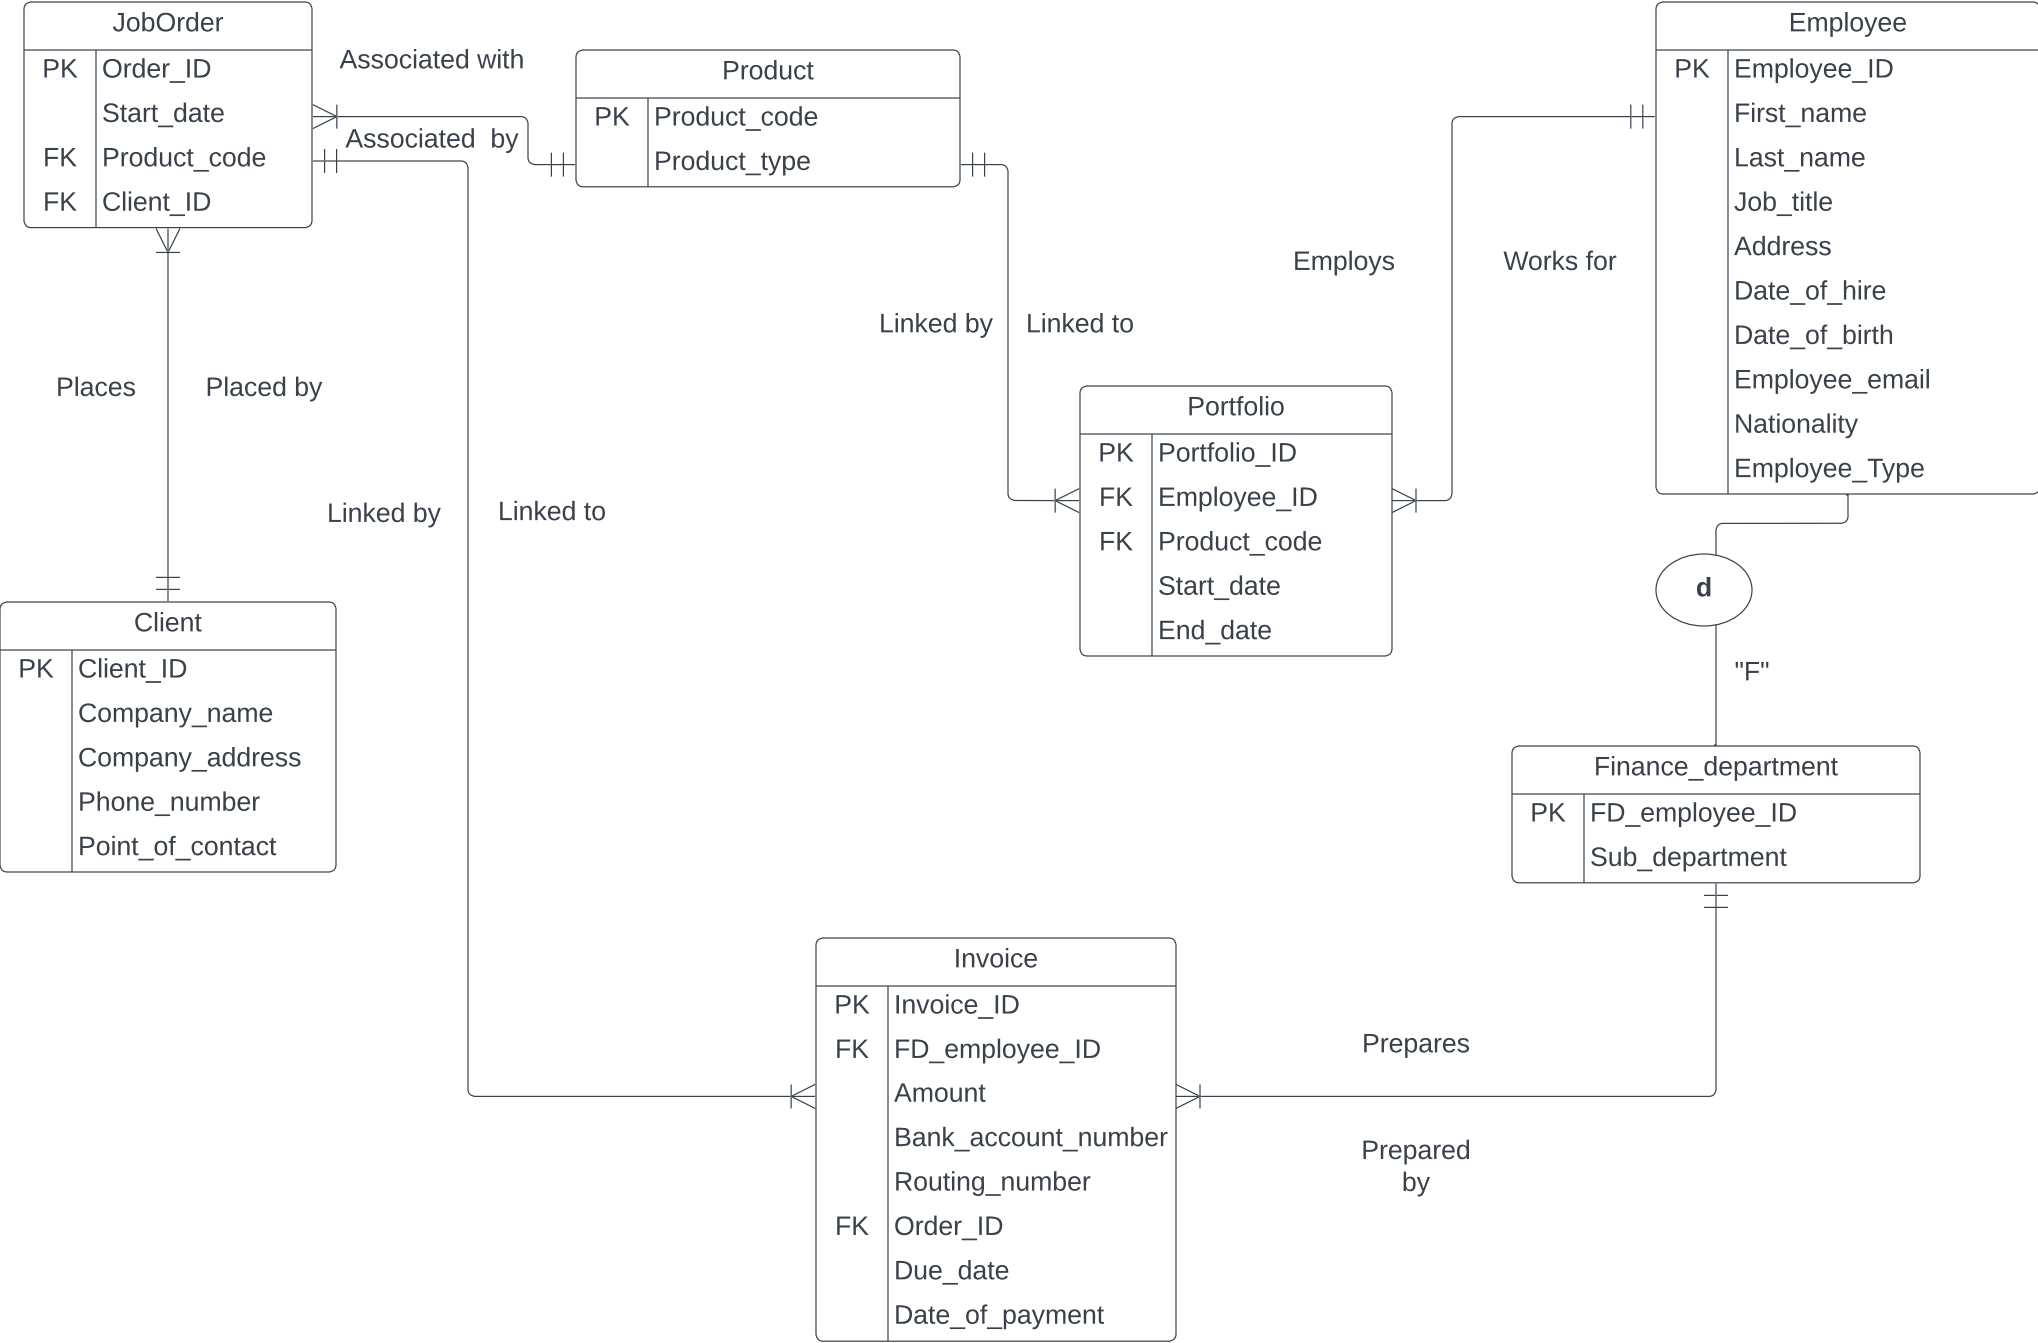 JobOrder
PK Order_ID
Start_date
FK Product_code
FK Client_ID
Associated with
Associated by
Product
PK Product_code
Product_type
Employee
PK Employee_ID
First_name
Last_name
Job_title
Address
Date_of_hire
Date_of_birth
Employee_email
Nationality
Employee_Type
Employs
Works for
Linked by
Linked to
Places
Placed by
Portfolio
PK Portfolio_ID
FK Employee_ID
FK Product_code
Start_date
End_date
Linked by
Linked to
d
"F"
Client
PK Client_ID
Company_name
Company_address
Phone_number
Point_of_contact
Finance_department
PK FD_employee_ID
Sub_department
Invoice
PK Invoice_ID
FK FD_employee_ID
Amount
Bank_account_number
Routing_number
FK Order_ID
Due_date
Date_of_payment
Prepares
Prepared
by